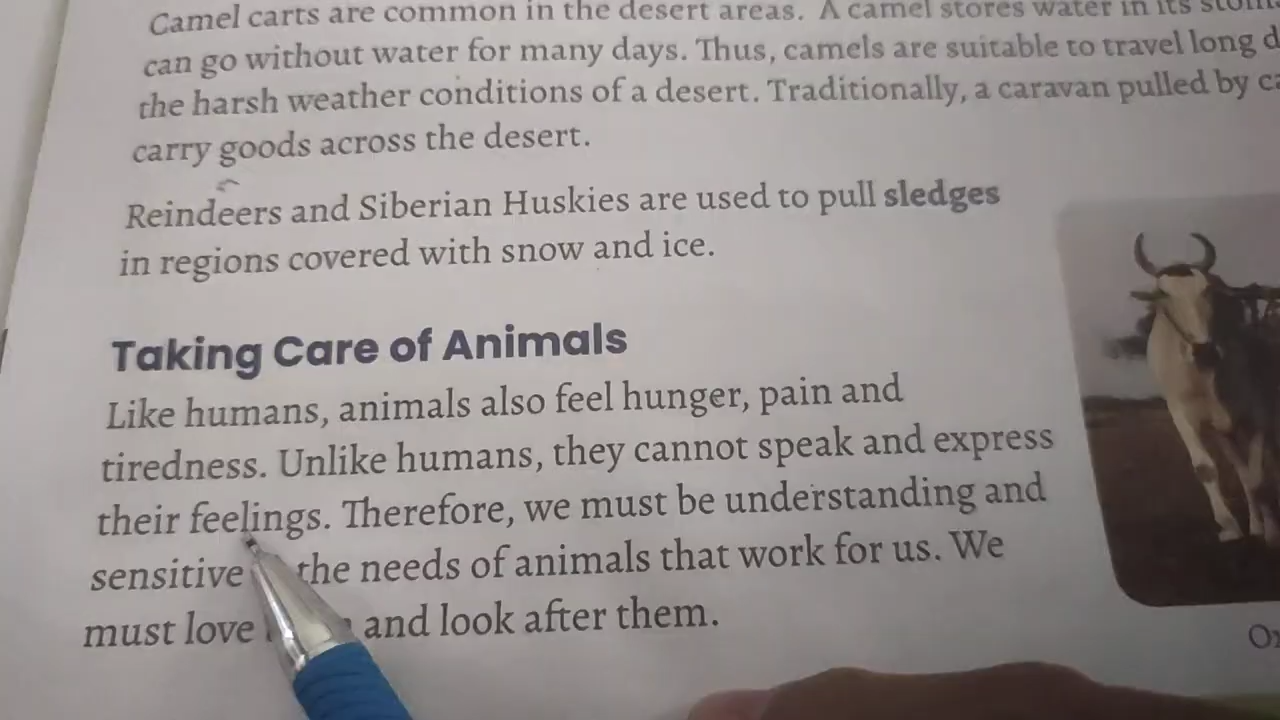 Camel carts are common in the desert areas. A camel stores water in its
can go without water for many days. Thus, camels are suitable to travel long
the harsh weather conditions of a desert. Traditionally, a caravan pulled by
carry goods across the desert.
Reindeers and Siberian Huskies are used to pull sledges
in regions covered with snow and ice.
Taking Care of Animals
Like humans, animals also feel hunger, pain and
tiredness. Unlike humans, they cannot speak and express
their feelings. Therefore, we must be understanding and
sensitive the needs of animals that work for us. We
must love and look after them.